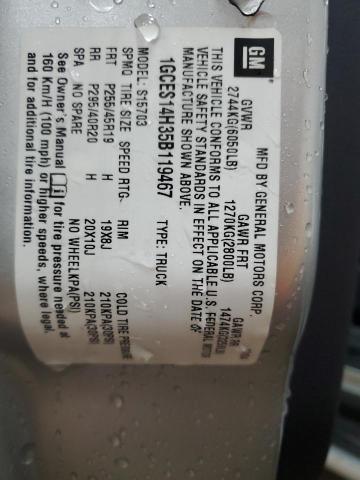 GM
MFD BY GENERAL MOTORS CORP.
GVWR GAWR FRT GAWR RR
2744KG(6050LB) 1270KG(2800LB)
THIS VEHICLE CONFORMS TO ALL APPLICABLE U.S. FEDERAL MOTOR
VEHICLE SAFETY STANDARDS IN EFFECT ON THE DATE OF
MANUFACTURE SHOWN ABOVE.
1GCES14H35B119467 TYPE: TRUCK
MODEL: S15703
SPMQ TIRE SIZE SPEED RTG. RIM COLD TIRE PRESSURE
FRT P255/45R19 H 19X8J 210KPA(30PSI)
RR P295/40R20 H 20X10J 210KPA(30PSI)
SPA NO SPARE NO WHEELKPA(PSI)
See Owner's Manual i for tire pressure needed at
160 Km/H (100 mph) or higher speeds, where legal,
and for additional tire information.